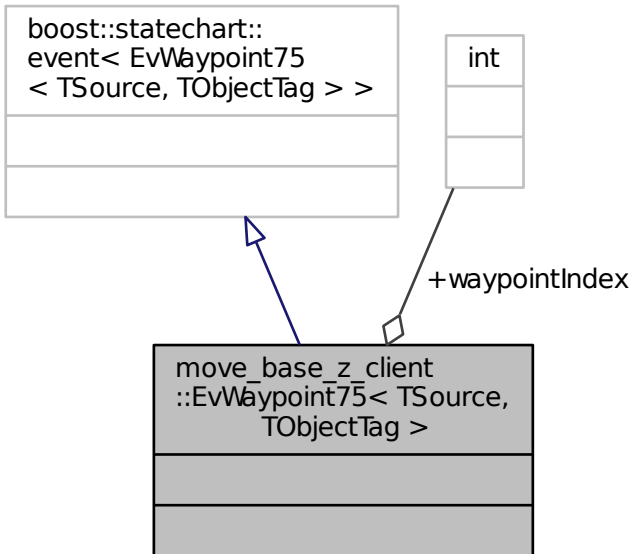 boost::statechart::
event< EvWaypoint75
< TSource, TObjectTag > >
int
+waypointIndex
move_base_z_client
::EvWaypoint75< TSource,
TObjectTag >